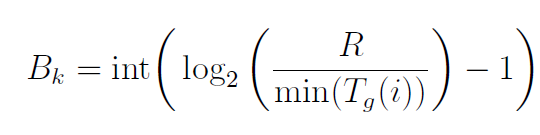 B_k = int( log_2 ( R / min(T_g(i)) ) − 1 )